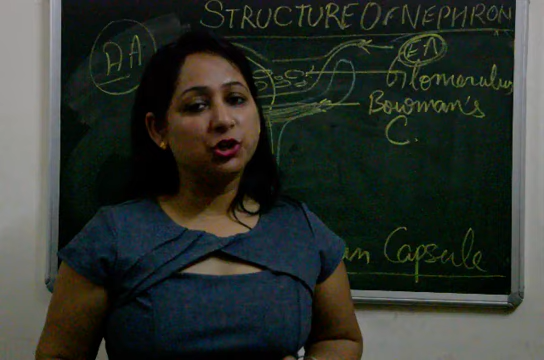 STRUCTURE OF NEPHRON
AA
EA
Glomerulus
Bowman's
C.
Capsule